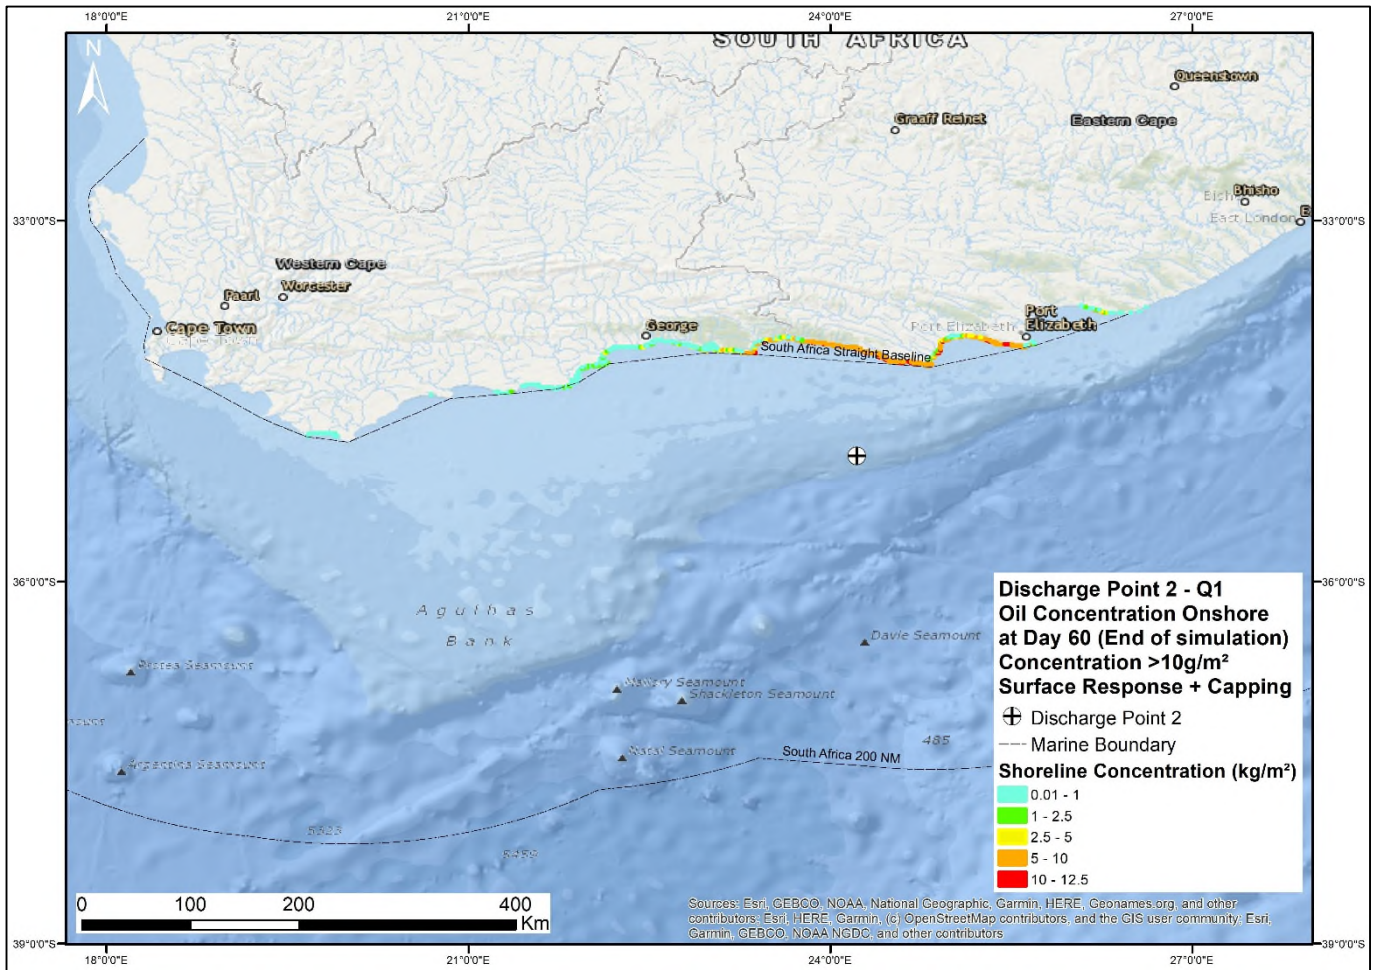 18°0'0"E
21°0'0"E
24°0'0"E
27°0'0"E
SOUTH AFRICA
N
Queenstown
Graaff Reinet
Eastern Cape
Bhisho
East London
33°0'0"S
33°0'0"S
Western Cape
Paarl
Worcester
Cape Town
George
Port Elizabeth
Port
Elizabeth
South Africa Straight Baseline
36°0'0"S
36°0'0"S
Agulhas
Bank
Davie Seamount
Protea Seamount
Mallory Seamount
Shackleton Seamount
Natal Seamount
Argentina Seamount
485
South Africa 200 NM
Discharge Point 2 - Q1
Oil Concentration Onshore
at Day 60 (End of simulation)
Concentration >10g/m²
Surface Response + Capping
Discharge Point 2
Marine Boundary
Shoreline Concentration (kg/m²)
0.01 - 1
1 - 2.5
2.5 - 5
5 - 10
10 - 12.5
0 100 200 400
Km
Sources: Esri, GEBCO, NOAA, National Geographic, Garmin, HERE, Geonames.org, and other
contributors; Esri, HERE, Garmin, (c) OpenStreetMap contributors, and the GIS user community; Esri,
Garmin, GEBCO, NOAA NGDC, and other contributors
39°0'0"S
39°0'0"S
18°0'0"E
21°0'0"E
24°0'0"E
27°0'0"E